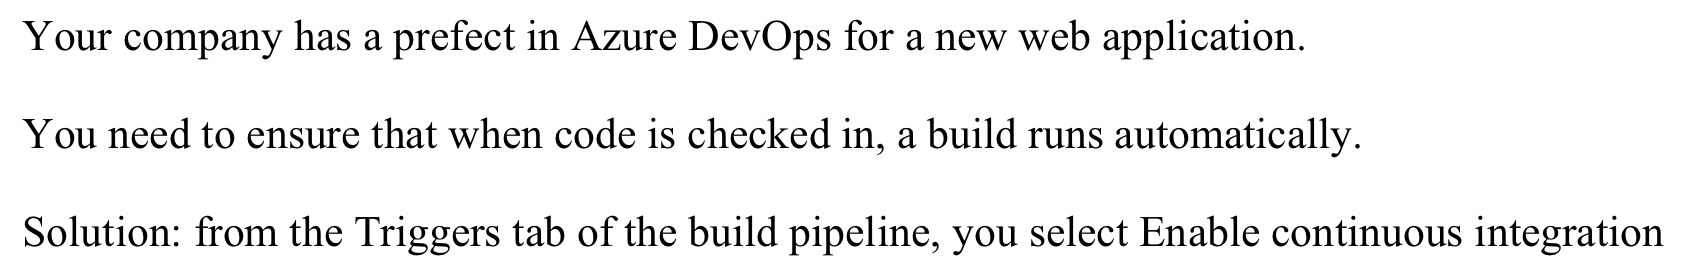 Your company has a prefect in Azure DevOps for a new web application.
You need to ensure that when code is checked in, a build runs automatically.
Solution: from the Triggers tab of the build pipeline, you select Enable continuous integration